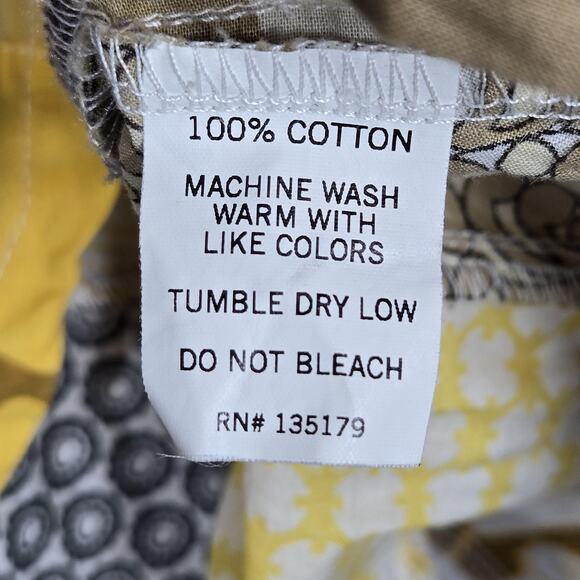 100% COTTON
MACHINE WASH
WARM WITH
LIKE COLORS
TUMBLE DRY LOW
DO NOT BLEACH
RN# 135179